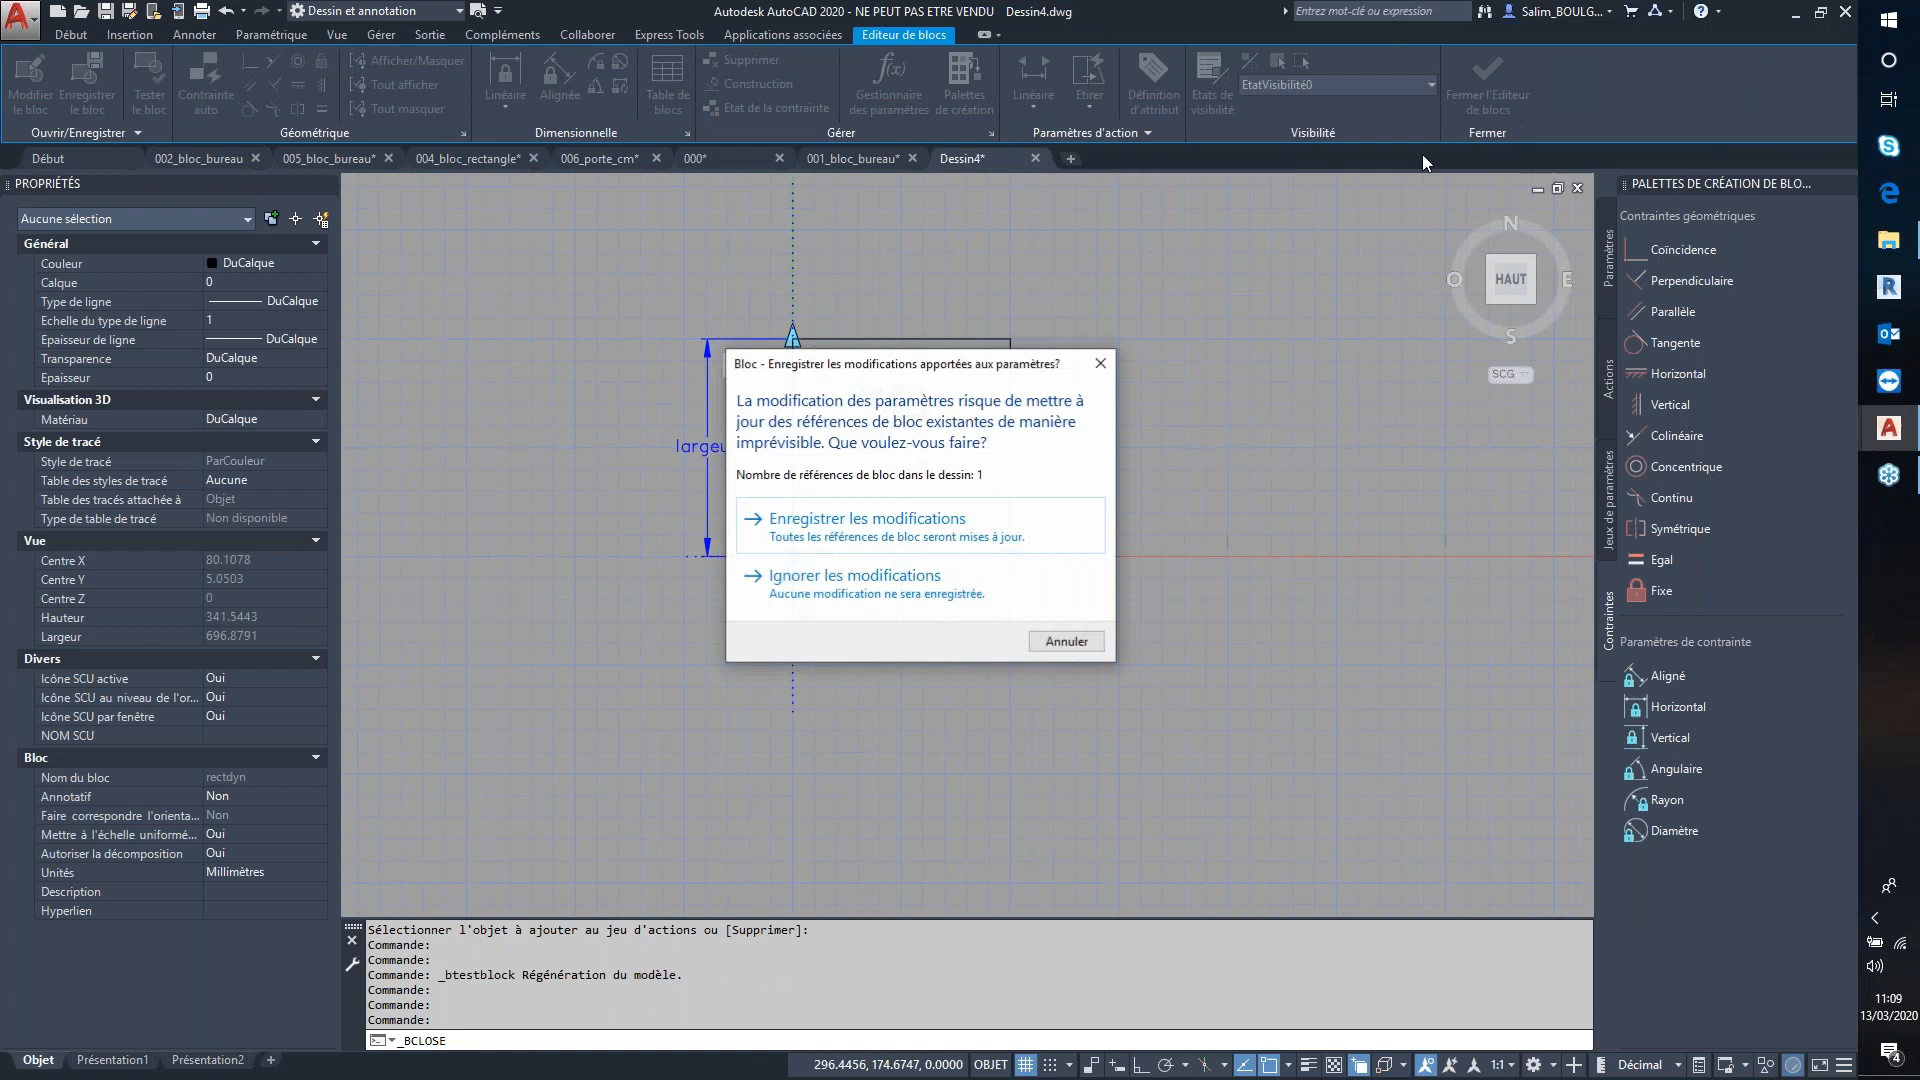 Dessin et annotation
Autodesk AutoCAD 2020 - NE PEUT PAS ETRE VENDU Dessin4.dwg
Entrez mot-clé ou expression
Salim_BOULG...
Début Insertion Annoter Paramétrique Vue Gérer Sortie Compléments Collaborer Express Tools Applications associées Editeur de blocs
Modifier le bloc
Enregistrer le bloc
Tester le bloc
Ouvrir/Enregistrer
Contrainte auto
Géométrique
Afficher/Masquer
Tout afficher
Tout masquer
Linéaire
Alignée
Dimensionnelle
Table de blocs
Supprimer
Construction
Etat de la contrainte
Gestionnaire des paramètres
Palettes de création
Gérer
Linéaire
Etirer
Paramètres d'action
Définition d'attribut
Etats de visibilité
EtatVisibilité0
Visibilité
Fermer l'Editeur de blocs
Fermer
Début 002_bloc_bureau 005_bloc_bureau* 004_bloc_rectangle* 006_porte_cm* 000* 001_bloc_bureau* Dessin4*
PROPRIÉTÉS
Aucune sélection
Général
Couleur DuCalque
Calque 0
Type de ligne DuCalque
Echelle du type de ligne 1
Epaisseur de ligne DuCalque
Transparence DuCalque
Epaisseur 0
Visualisation 3D
Matériau DuCalque
Style de tracé
Style de tracé ParCouleur
Table des styles de tracé Aucune
Table des tracés attachée à Objet
Type de table de tracé Non disponible
Vue
Centre X 80.1078
Centre Y 5.0503
Centre Z 0
Hauteur 341.5443
Largeur 696.8791
Divers
Icône SCU active Oui
Icône SCU au niveau de l'or... Oui
Icône SCU par fenêtre Oui
NOM SCU
Bloc
Nom du bloc rectdyn
Annotatif Non
Faire correspondre l'orienta... Non
Mettre à l'échelle uniformé... Oui
Autoriser la décomposition Oui
Unités Millimètres
Description
Hyperlien
largeu
Bloc - Enregistrer les modifications apportées aux paramètres?
La modification des paramètres risque de mettre à
jour des références de bloc existantes de manière
imprévisible. Que voulez-vous faire?
Nombre de références de bloc dans le dessin: 1
Enregistrer les modifications
Toutes les références de bloc seront mises à jour.
Ignorer les modifications
Aucune modification ne sera enregistrée.
Annuler
N
O HAUT E
S
SCG
PALETTES DE CRÉATION DE BLO...
Contraintes géométriques
Coïncidence
Perpendiculaire
Parallèle
Tangente
Horizontal
Vertical
Colinéaire
Concentrique
Continu
Symétrique
Egal
Fixe
Paramètres de contrainte
Aligné
Horizontal
Vertical
Angulaire
Rayon
Diamètre
Paramètres
Actions
Jeux de paramètres
Contraintes
Sélectionner l'objet à ajouter au jeu d'actions ou [Supprimer]:
Commande:
Commande:
Commande: _btestblock Régénération du modèle.
Commande:
Commande:
Commande:
_BCLOSE
Objet Présentation1 Présentation2
296.4456, 174.6747, 0.0000 OBJET
1:1
Décimal
11:09
13/03/2020
4